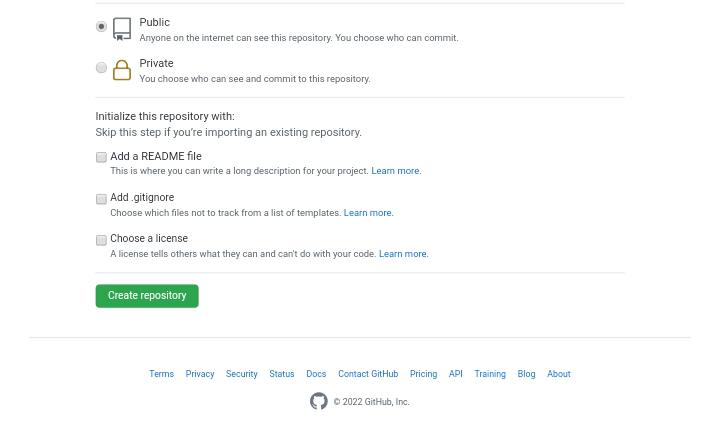 Public
Anyone on the internet can see this repository. You choose who can commit.
Private
You choose who can see and commit to this repository.
Initialize this repository with:
Skip this step if you're importing an existing repository.
Add a README file
This is where you can write a long description for your project. Learn more.
Add .gitignore
Choose which files not to track from a list of templates. Learn more.
Choose a license
A license tells others what they can and can't do with your code. Learn more.
Create repository
Terms Privacy Security Status Docs Contact GitHub Pricing API Training Blog About
© 2022 GitHub, Inc.